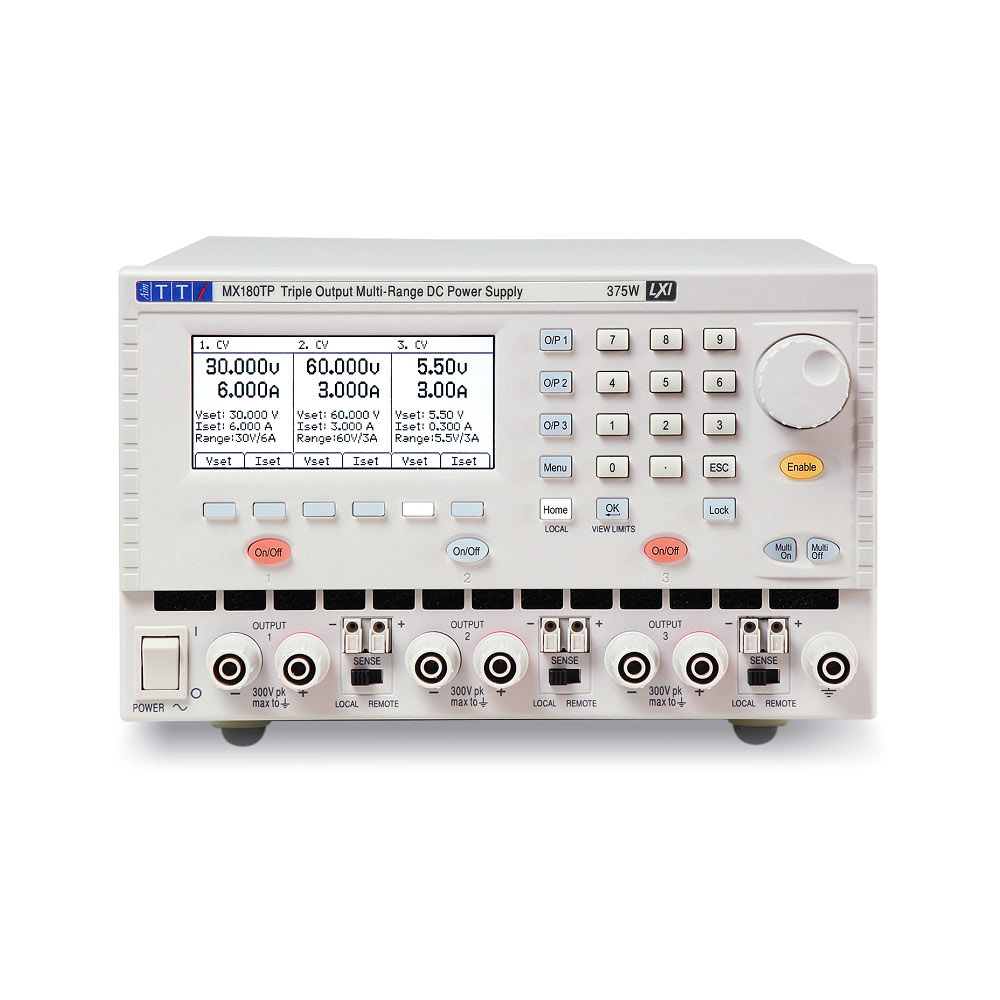 Aim TTi MX180TP Triple Output Multi-Range DC Power Supply 375W LXI
1. CV 2. CV 3. CV
30.000V 60.000V 5.50V
6.000A 3.000A 3.00A
Vset: 30.000 V Vset: 60.000 V Vset: 5.50 V
Iset: 6.000 A Iset: 3.000 A Iset: 0.300 A
Range:30V/6A Range:60V/3A Range:5.5V/3A
Vset Iset Vset Iset Vset Iset
O/P 1 7 8 9
O/P 2 4 5 6
O/P 3 1 2 3
Menu 0 . ESC
Enable
Home OK Lock
LOCAL VIEW LIMITS
On/Off On/Off On/Off
1 2 3
Multi On
Multi Off
I
O
POWER
OUTPUT 1
− +
SENSE
− 300V pk max to +
LOCAL REMOTE
OUTPUT 2
− +
SENSE
− 300V pk max to +
LOCAL REMOTE
OUTPUT 3
− +
SENSE
− 300V pk max to +
LOCAL REMOTE